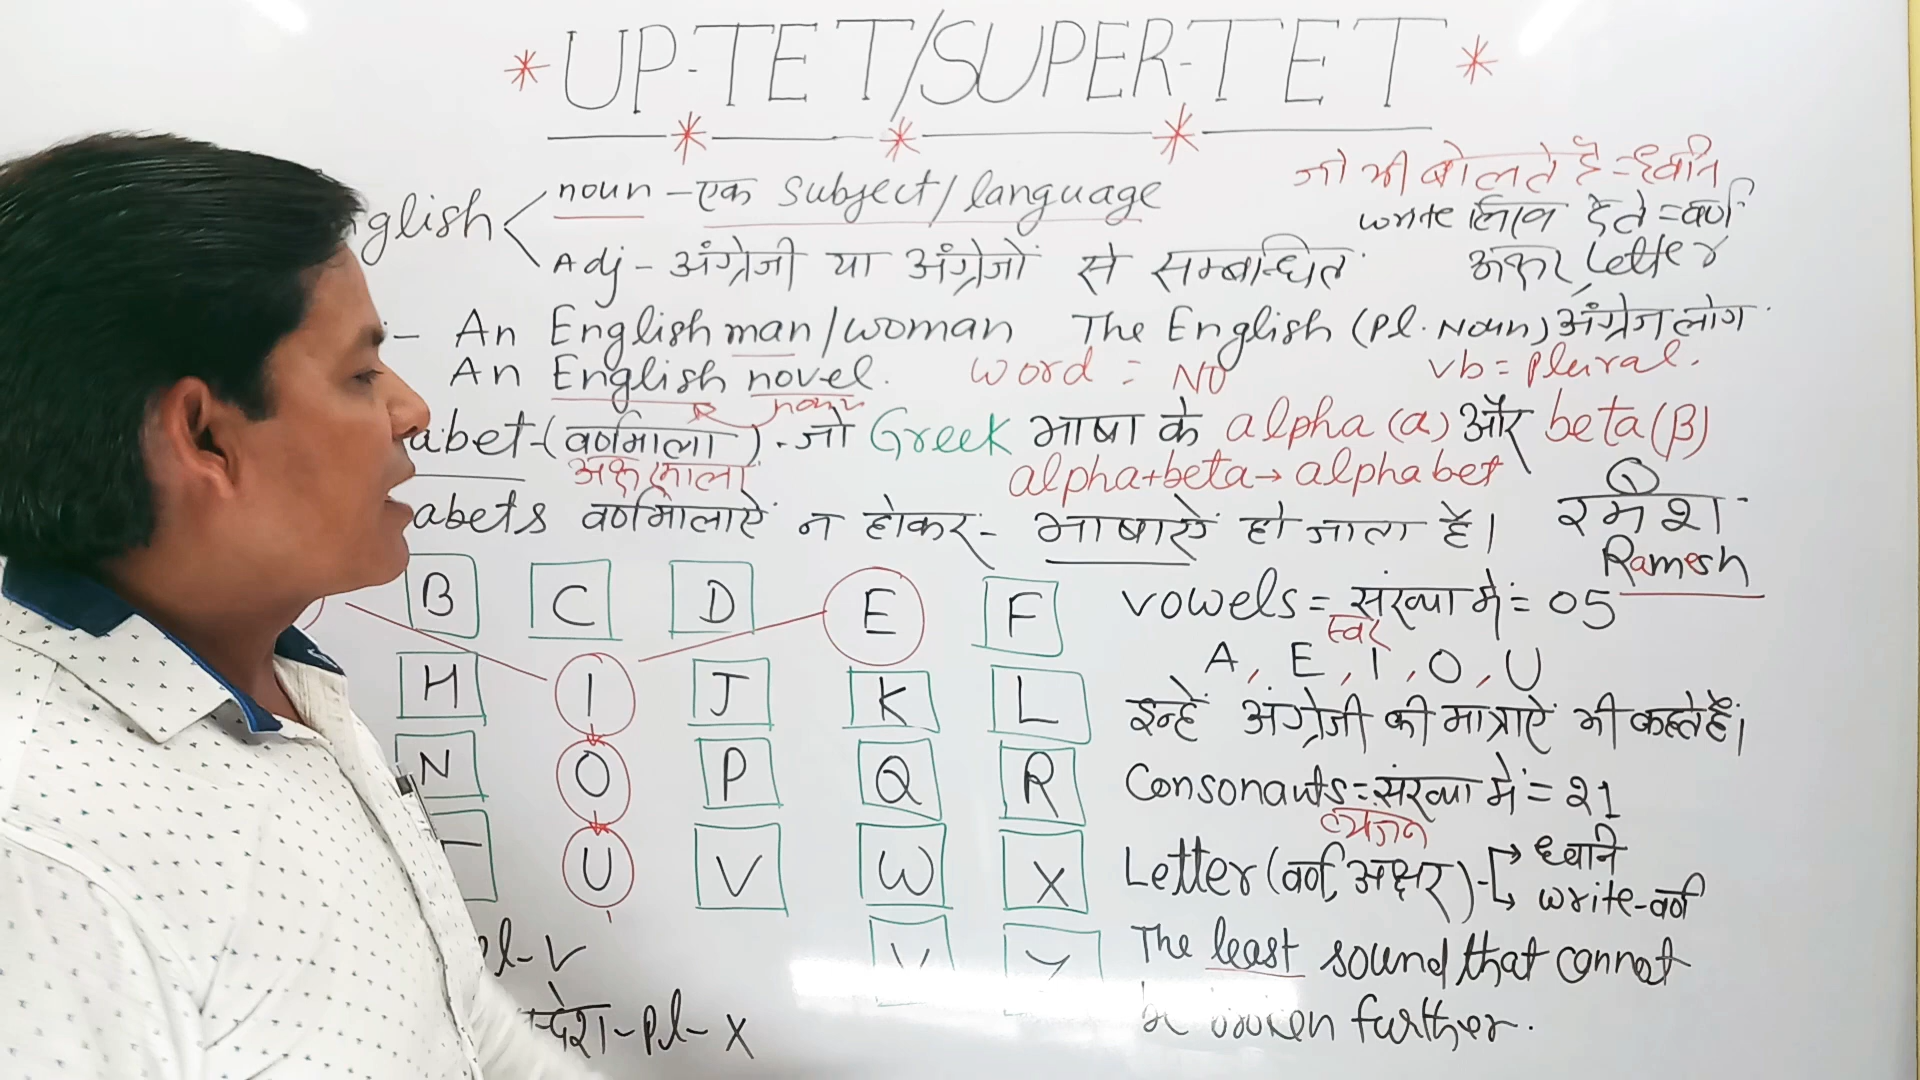 UP-TET/SUPER-TET
glish
noun - एक subject/language
जो भी बोलते है = ध्वनि
write लिख देते = वर्ण
अक्षर, letter
Adj - अंग्रेजी या अंग्रेजों से सम्बन्धित
:- An Englishman/woman The English (Pl. Noun) अंग्रेज लोग
An English novel. word = NO vb = plural.
noun
abet-(वर्णमाला) - जो Greek भाषा के alpha (a) और beta (β)
अक्षरमाला alpha+beta→ alphabet
abets वर्णमालाऐं न होकर - भाषाऐं हो जाता है।
रमेश
Ramesh
B C D E F
H I J K L
N O P Q R
T U V W X
Y
vowels = संख्या में = 05
स्वर
A, E, I, O, U
इन्हें अंग्रेजी की मात्राऐं भी कहते हैं।
Consonants = संख्या में = 21
व्यंजन
Letter (वर्ण, अक्षर) - → ध्वनि
→ write-वर्ण
The least sound that cannot
be broken further.
pl- v
देश - Pl - x